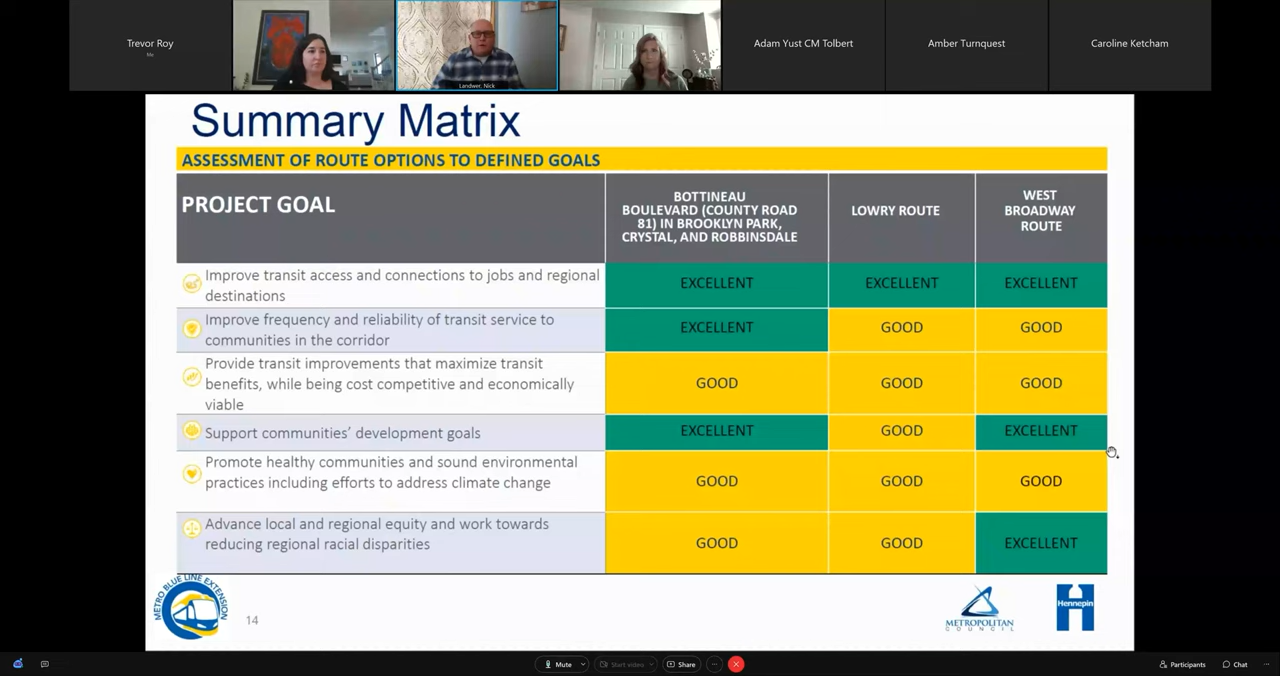 Trevor Roy
Me
Landwer, Nick
Adam Yust CM Tolbert
Amber Turnquest
Caroline Ketcham
Summary Matrix
ASSESSMENT OF ROUTE OPTIONS TO DEFINED GOALS
PROJECT GOAL
BOTTINEAU
BOULEVARD (COUNTY ROAD
81) IN BROOKLYN PARK,
CRYSTAL, AND ROBBINSDALE
LOWRY ROUTE
WEST
BROADWAY
ROUTE
Improve transit access and connections to jobs and regional
destinations
EXCELLENT
EXCELLENT
EXCELLENT
Improve frequency and reliability of transit service to
communities in the corridor
EXCELLENT
GOOD
GOOD
Provide transit improvements that maximize transit
benefits, while being cost competitive and economically
viable
GOOD
GOOD
GOOD
Support communities’ development goals
EXCELLENT
GOOD
EXCELLENT
Promote healthy communities and sound environmental
practices including efforts to address climate change
GOOD
GOOD
GOOD
Advance local and regional equity and work towards
reducing regional racial disparities
GOOD
GOOD
EXCELLENT
METRO BLUE LINE EXTENSION
14
METROPOLITAN
COUNCIL
Hennepin
Mute
Start video
Share
Participants
Chat